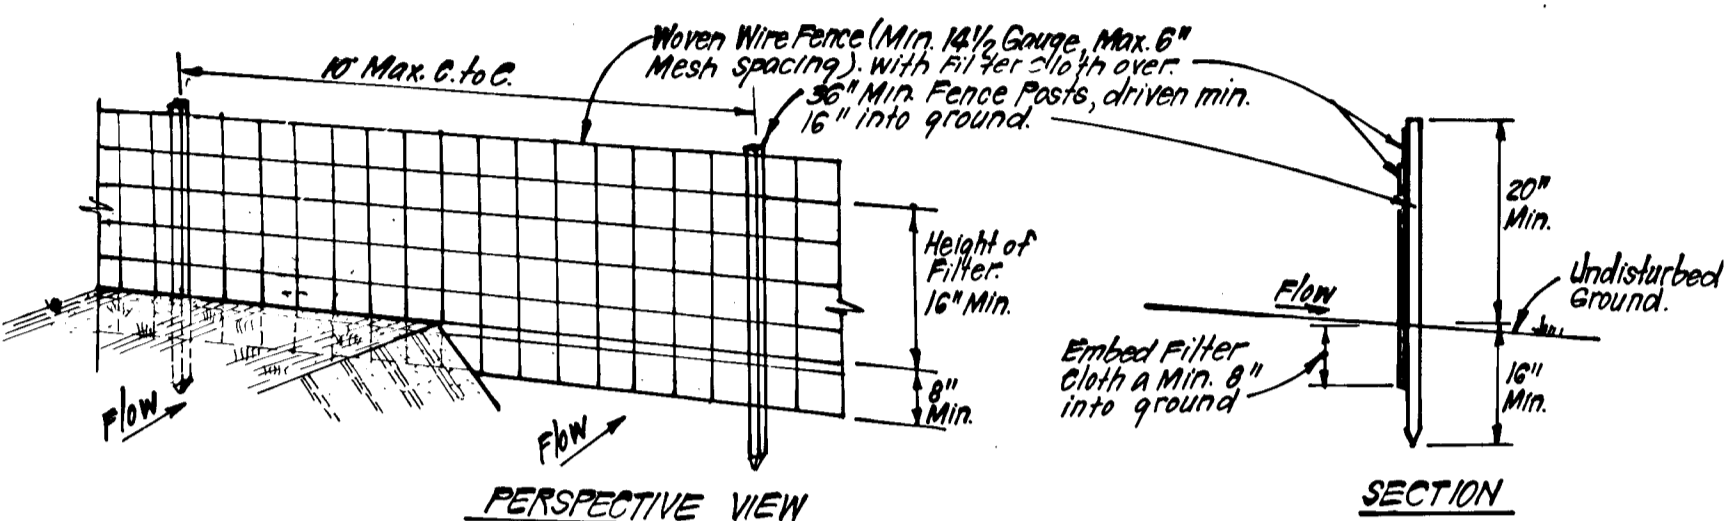 Woven Wire Fence (Min. 14 1/2 Gauge, Max. 6"
Mesh spacing). with Filter Cloth over.
36" Min. Fence Posts, driven min.
16" into ground.
10' Max. C. to C.
Height of
Filter.
16" Min.
8"
Min.
Flow
Flow
PERSPECTIVE VIEW
20"
Min.
Undisturbed
Ground.
Flow
Embed Filter
Cloth a Min. 8"
into ground
16"
Min.
SECTION